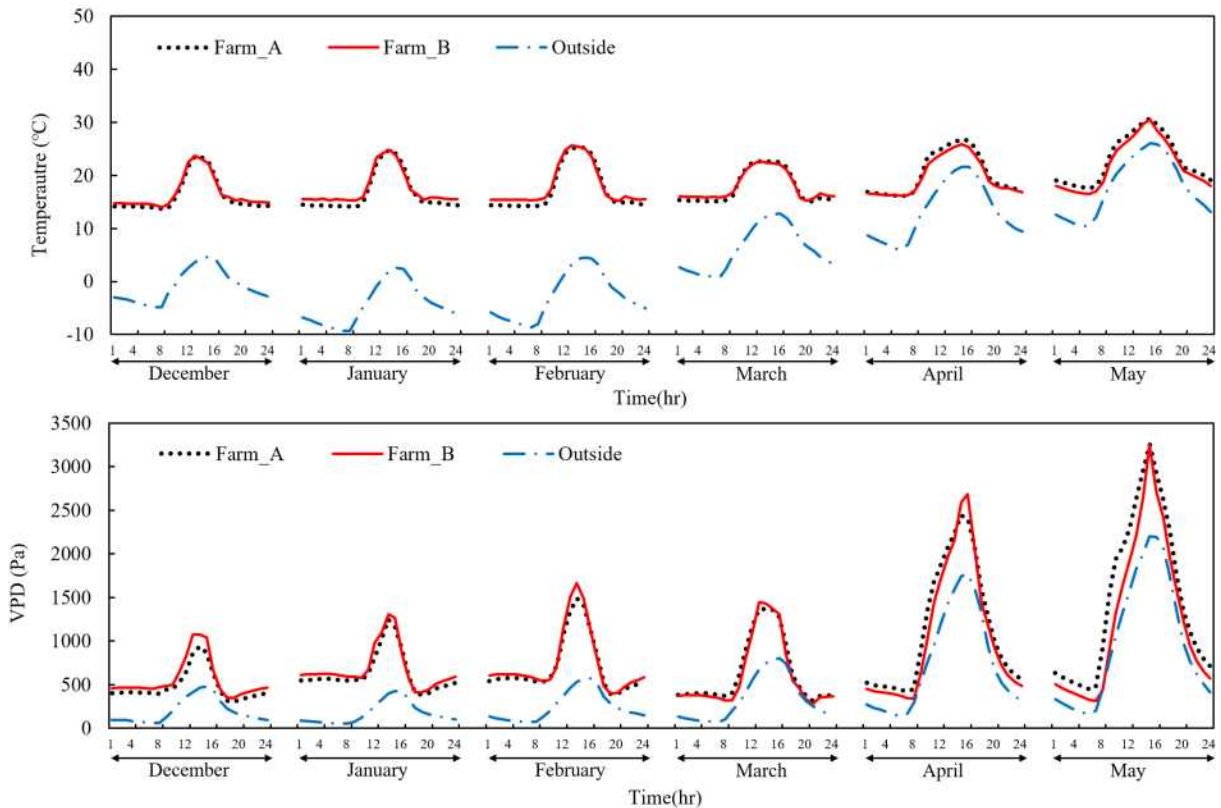 50
40
30
20
10
0
-10
Temperautre (℃)
Farm_A Farm_B Outside
1 4 8 12 16 20 24 1 4 8 12 16 20 24 1 4 8 12 16 20 24 1 4 8 12 16 20 24 1 4 8 12 16 20 24 1 4 8 12 16 20 24
December January February March April May
Time(hr)
3500
3000
2500
2000
1500
1000
500
0
VPD (Pa)
Farm_A Farm_B Outside
1 4 8 12 16 20 24 1 4 8 12 16 20 24 1 4 8 12 16 20 24 1 4 8 12 16 20 24 1 4 8 12 16 20 24 1 4 8 12 16 20 24
December January February March April May
Time(hr)